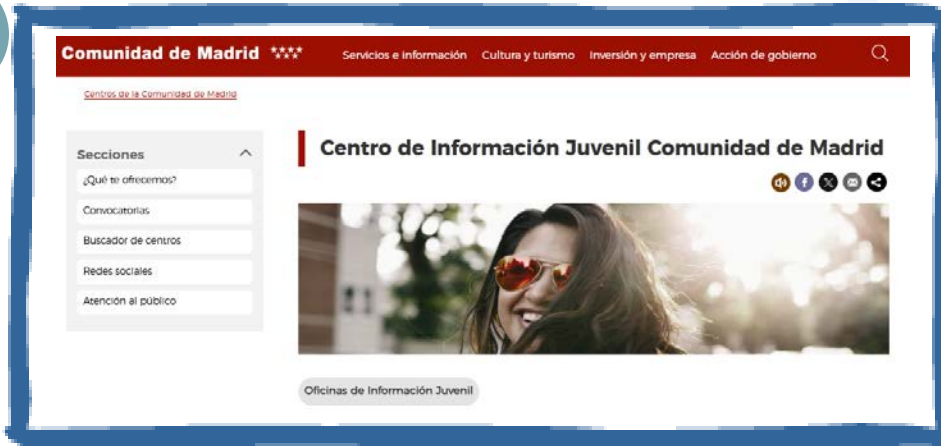 Comunidad de Madrid
Servicios e información Cultura y turismo Inversión y empresa Acción de gobierno
Centros de la Comunidad de Madrid
Secciones
¿Qué te ofrecemos?
Convocatorias
Buscador de centros
Redes sociales
Atención al público
Centro de Información Juvenil Comunidad de Madrid
Oficinas de Información Juvenil